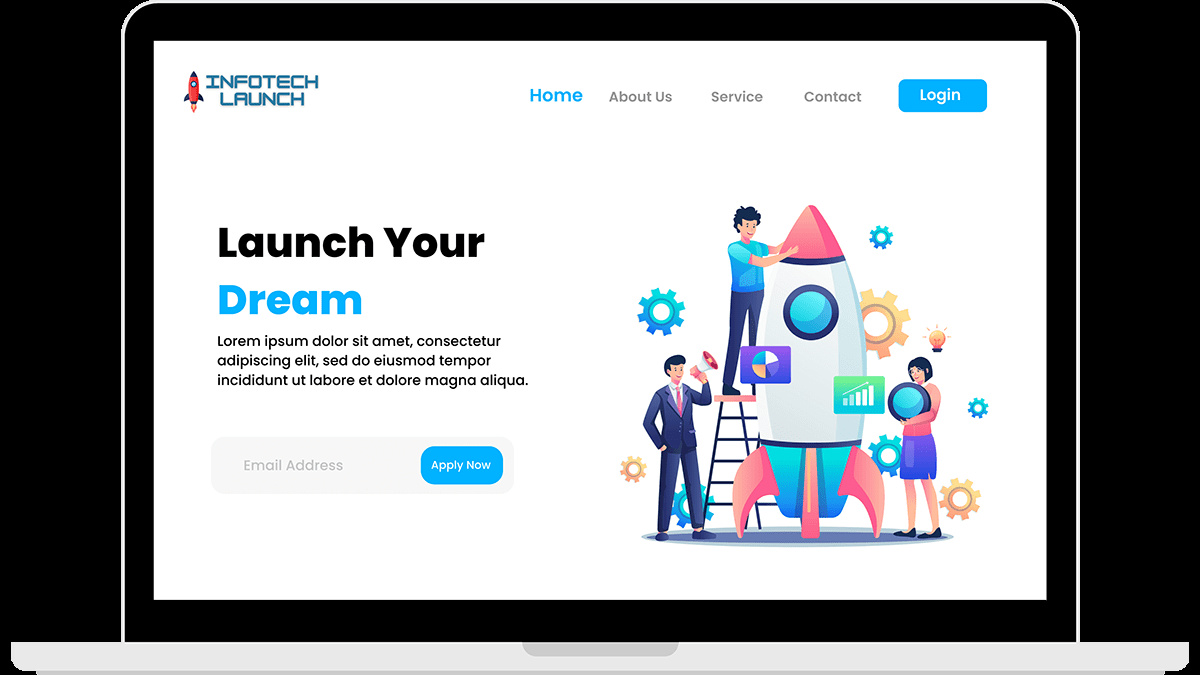 INFOTECH
LAUNCH
Home About Us Service Contact Login
Launch Your
Dream
Lorem ipsum dolor sit amet, consectetur
adipiscing elit, sed do eiusmod tempor
incididunt ut labore et dolore magna aliqua.
Email Address Apply Now